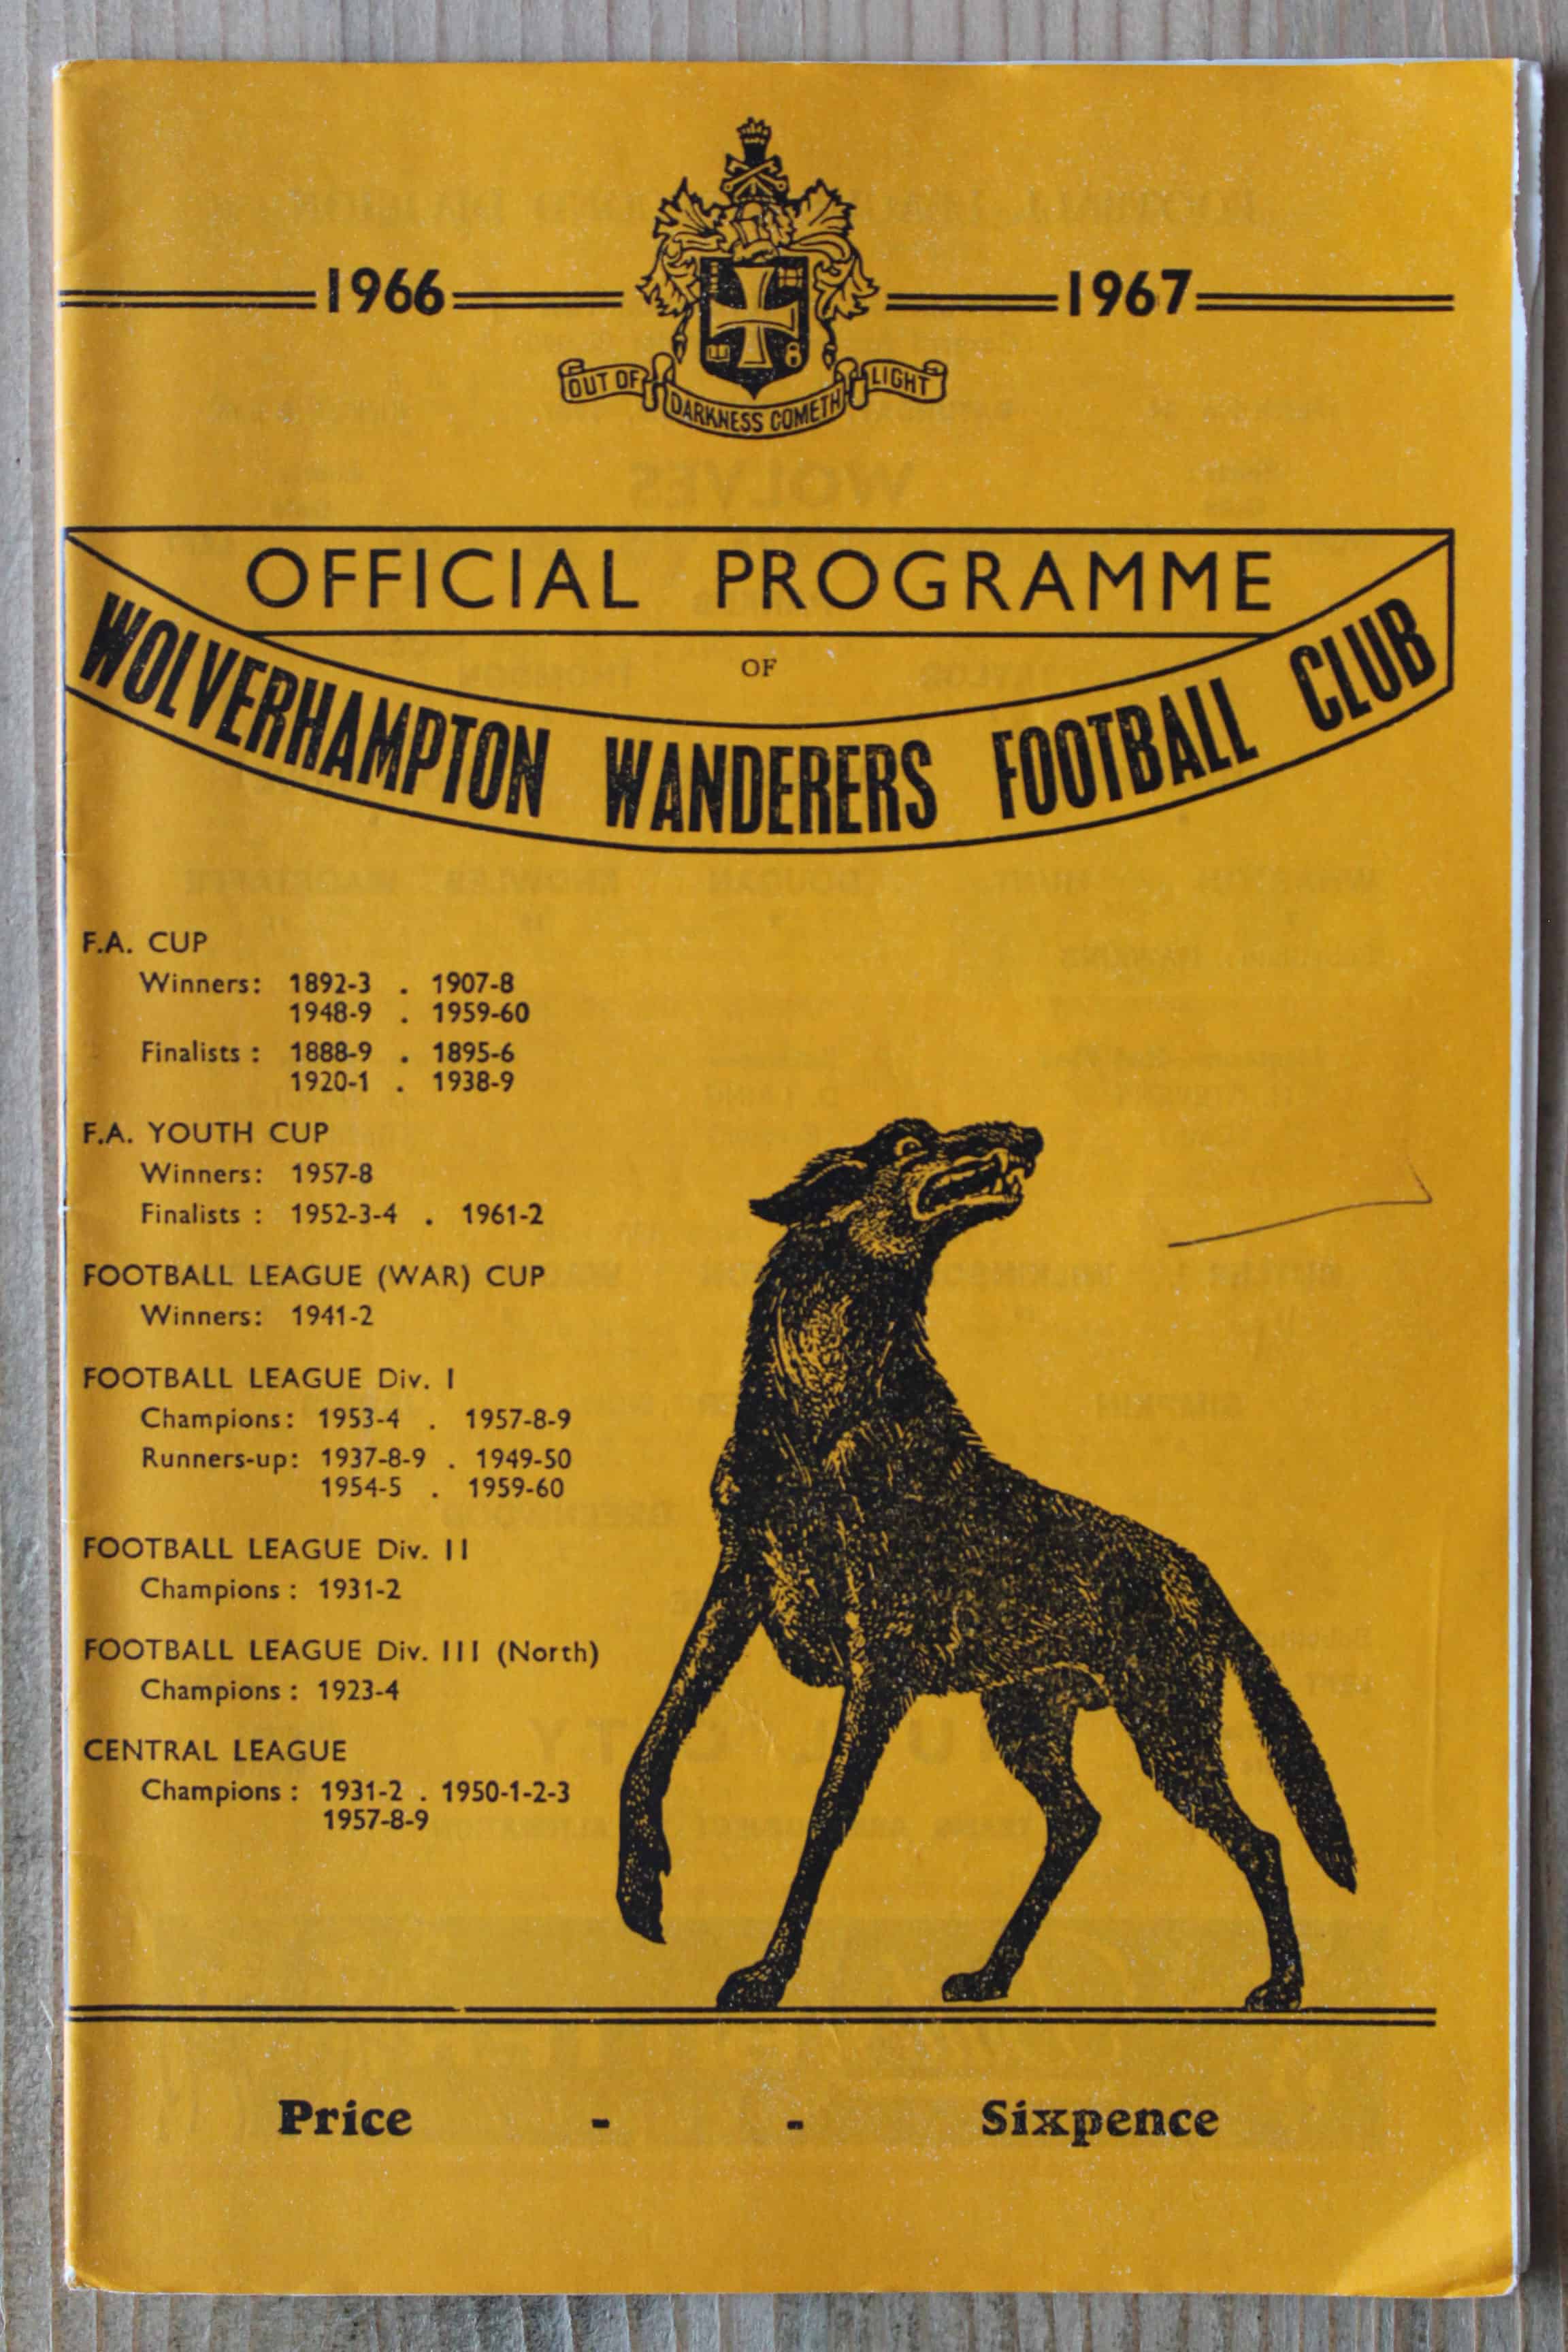 1966 1967
OUT OF DARKNESS COMETH LIGHT
OFFICIAL PROGRAMME
OF
WOLVERHAMPTON WANDERERS FOOTBALL CLUB
F.A. CUP
Winners: 1892-3 . 1907-8
1948-9 . 1959-60
Finalists : 1888-9 . 1895-6
1920-1 . 1938-9
F.A. YOUTH CUP
Winners: 1957-8
Finalists : 1952-3-4 . 1961-2
FOOTBALL LEAGUE (WAR) CUP
Winners: 1941-2
FOOTBALL LEAGUE Div. I
Champions: 1953-4 . 1957-8-9
Runners-up: 1937-8-9 . 1949-50
1954-5 . 1959-60
FOOTBALL LEAGUE Div. II
Champions : 1931-2
FOOTBALL LEAGUE Div. III (North)
Champions : 1923-4
CENTRAL LEAGUE
Champions : 1931-2 . 1950-1-2-3
1957-8-9
Price - - Sixpence